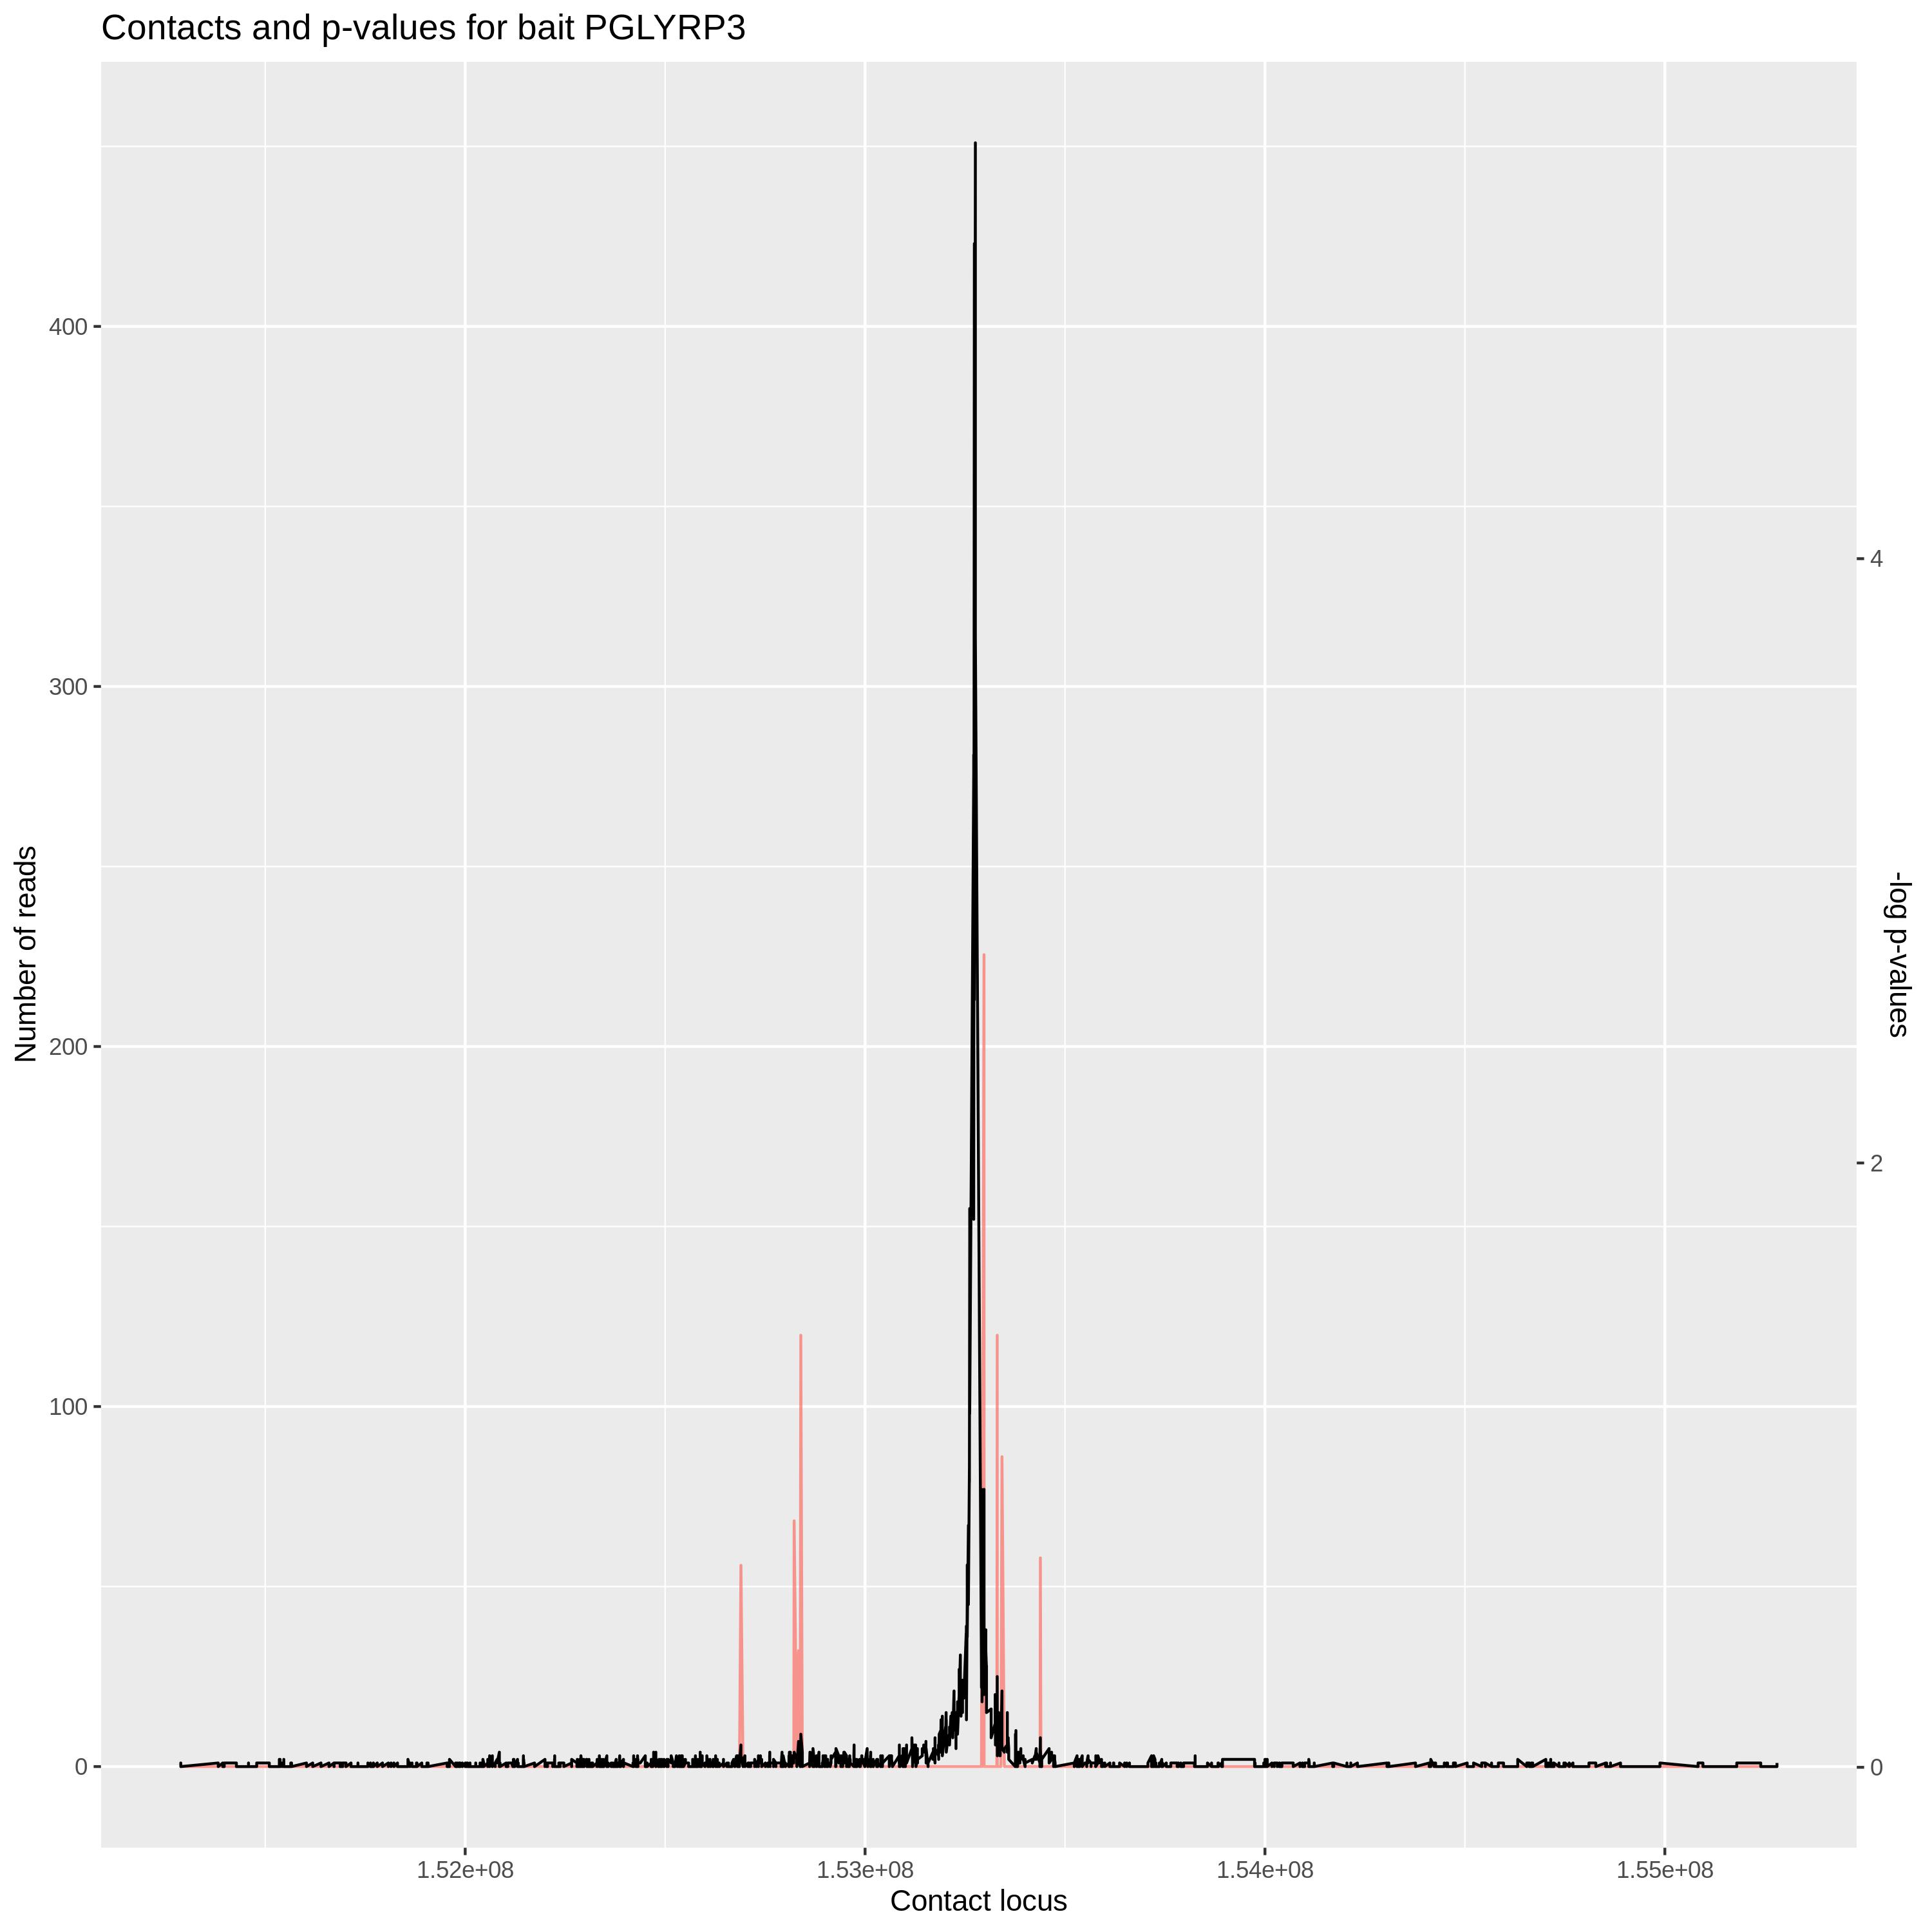 Contacts and p-values for bait PGLYRP3
400
300
200
100
0
Number of reads
4
2
0
-log p-values
1.52e+08
1.53e+08
1.54e+08
1.55e+08
Contact locus